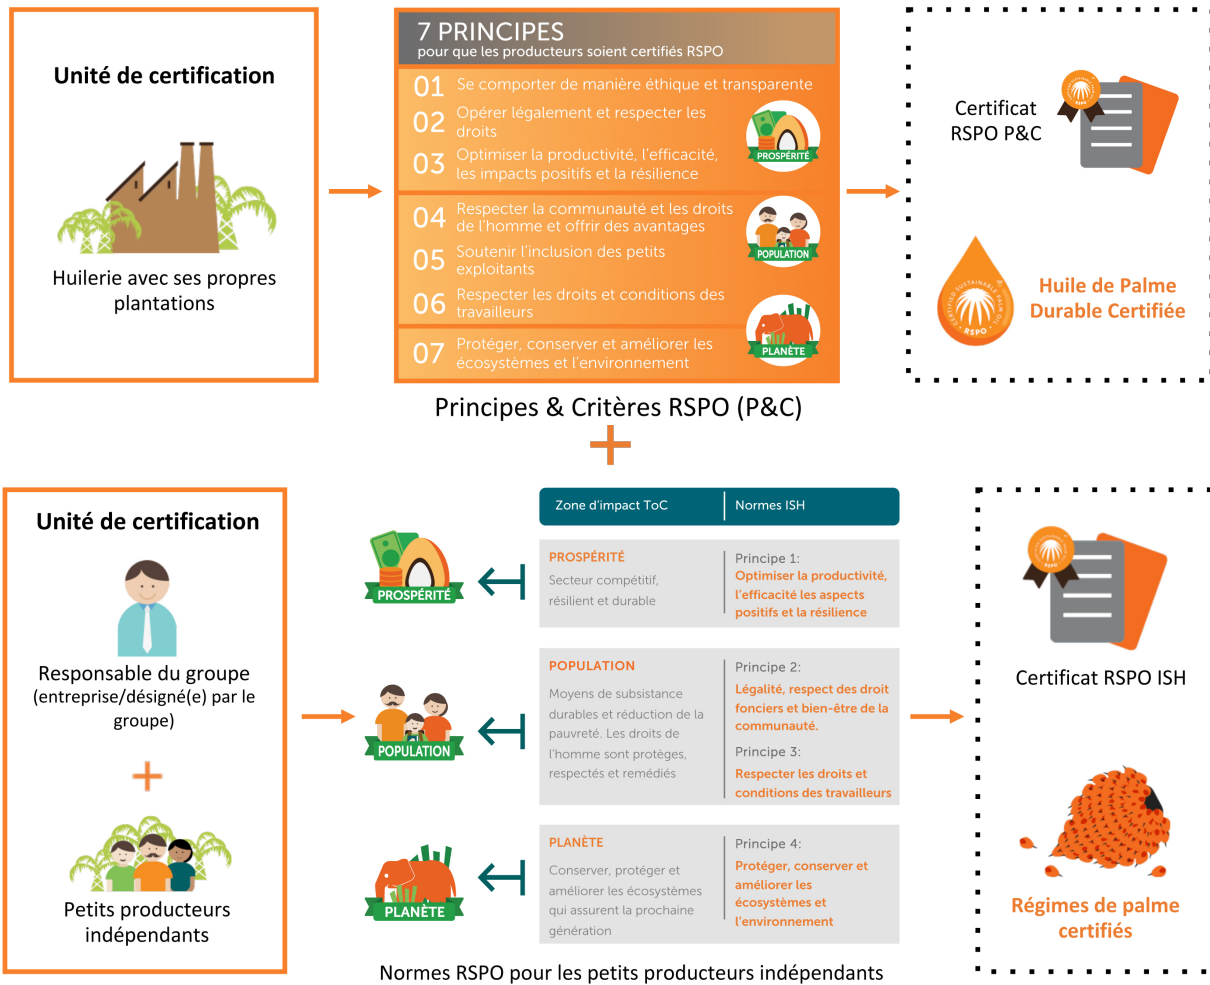 Unité de certification
Huilerie avec ses propres
plantations
7 PRINCIPES
pour que les producteurs soient certifiés RSPO
01 Se comporter de manière éthique et transparente
02 Opérer légalement et respecter les
droits
03 Optimiser la productivité, l'efficacité,
les impacts positifs et la résilience
PROSPÉRITÉ
04 Respecter la communauté et les droits
de l'homme et offrir des avantages
05 Soutenir l'inclusion des petits
exploitants
06 Respecter les droits et conditions des
travailleurs
POPULATION
07 Protéger, conserver et améliorer les
écosystèmes et l'environnement
PLANÈTE
Principes & Critères RSPO (P&C)
Certificat
RSPO P&C
RSPO
CERTIFIED SUSTAINABLE PALM OIL
RSPO
Huile de Palme
Durable Certifiée
+
Unité de certification
Responsable du groupe
(entreprise/désigné(e) par le
groupe)
+
Petits producteurs
indépendants
Zone d'impact ToC
Normes ISH
PROSPÉRITÉ
PROSPÉRITÉ
Secteur compétitif,
résilient et durable
Principe 1:
Optimiser la productivité,
l'efficacité les aspects
positifs et la résilience
POPULATION
POPULATION
Moyens de subsistance
durables et réduction de la
pauvreté. Les droits de
l'homme sont protèges,
respectés et remédiés
Principe 2:
Légalité, respect des droit
fonciers et bien-être de la
communauté.
Principe 3:
Respecter les droits et
conditions des travailleurs
PLANÈTE
PLANÈTE
Conserver, protéger et
améliorer les écosystèmes
qui assurent la prochaine
génération
Principe 4:
Protéger, conserver et
améliorer les
écosystèmes et
l'environnement
Normes RSPO pour les petits producteurs indépendants
RSPO
Certificat RSPO ISH
Régimes de palme
certifiés